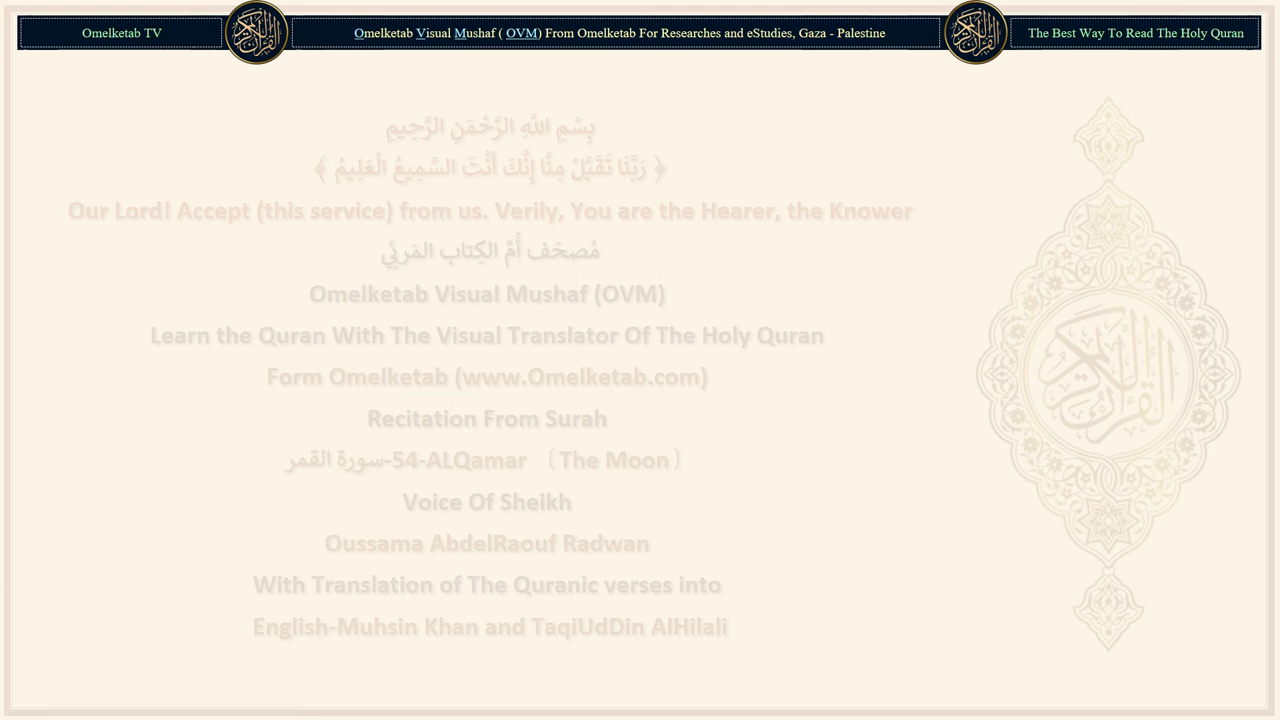 Omelketab TV
Omelketab Visual Mushaf ( OVM) From Omelketab For Researches and eStudies, Gaza - Palestine
The Best Way To Read The Holy Quran
بِسْمِ اللَّهِ الرَّحْمَنِ الرَّحِيمِ
﴿ رَبَّنَا تَقَبَّلْ مِنَّا إِنَّكَ أَنْتَ السَّمِيعُ الْعَلِيمُ ﴾
Our Lord! Accept (this service) from us. Verily, You are the Hearer, the Knower
مُصحَف أُمِّ الكِتاب المَرئِي
Omelketab Visual Mushaf (OVM)
Learn the Quran With The Visual Translator Of The Holy Quran
Form Omelketab (www.Omelketab.com)
Recitation From Surah
سورة القمر-54-ALQamar （The Moon）
Voice Of Sheikh
Oussama AbdelRaouf Radwan
With Translation of The Quranic verses into
English-Muhsin Khan and TaqiUdDin AlHilali
القرآن الكريم